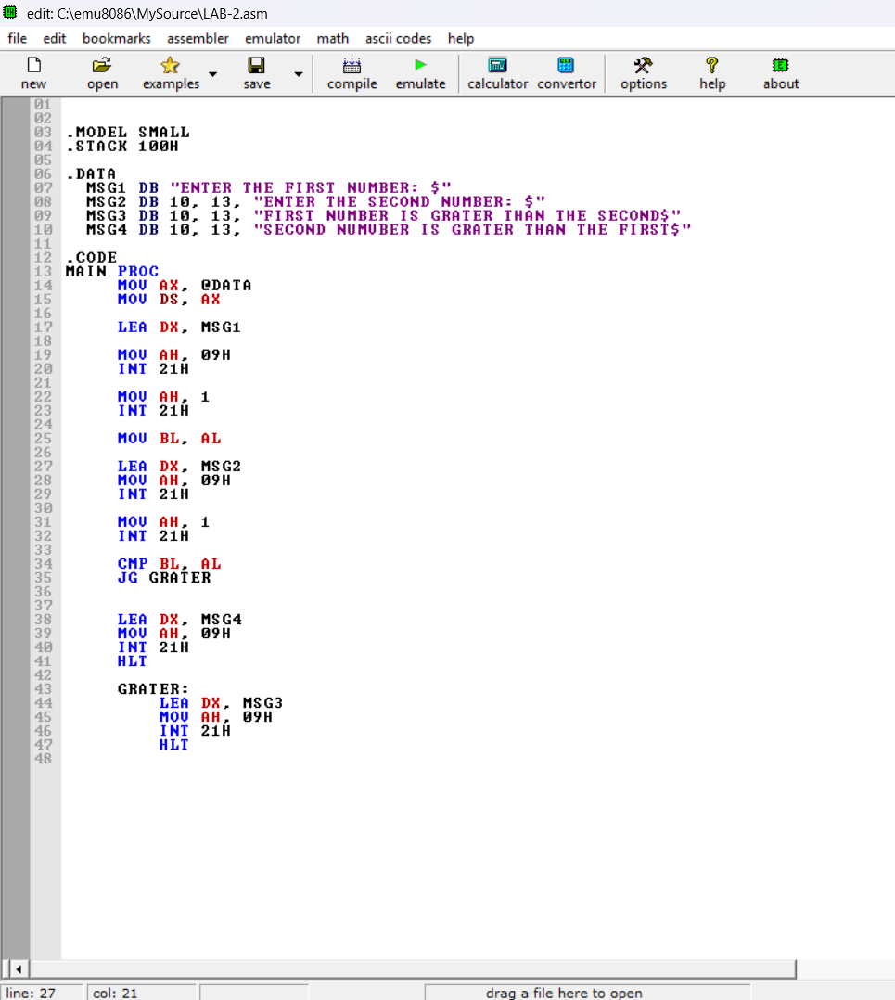 edit: C:\emu8086\MySource\LAB-2.asm
file edit bookmarks assembler emulator math ascii codes help
new open examples save compile emulate calculator convertor options help about
01
02
03 .MODEL SMALL
04 .STACK 100H
05
06 .DATA
07 MSG1 DB "ENTER THE FIRST NUMBER: $"
08 MSG2 DB 10, 13, "ENTER THE SECOND NUMBER: $"
09 MSG3 DB 10, 13, "FIRST NUMBER IS GRATER THAN THE SECOND$"
10 MSG4 DB 10, 13, "SECOND NUMVBER IS GRATER THAN THE FIRST$"
11
12 .CODE
13 MAIN PROC
14 MOV AX, @DATA
15 MOV DS, AX
16
17 LEA DX, MSG1
18
19 MOV AH, 09H
20 INT 21H
21
22 MOV AH, 1
23 INT 21H
24
25 MOV BL, AL
26
27 LEA DX, MSG2
28 MOV AH, 09H
29 INT 21H
30
31 MOV AH, 1
32 INT 21H
33
34 CMP BL, AL
35 JG GRATER
36
37
38 LEA DX, MSG4
39 MOV AH, 09H
40 INT 21H
41 HLT
42
43 GRATER:
44 LEA DX, MSG3
45 MOV AH, 09H
46 INT 21H
47 HLT
48
line: 27 col: 21 drag a file here to open